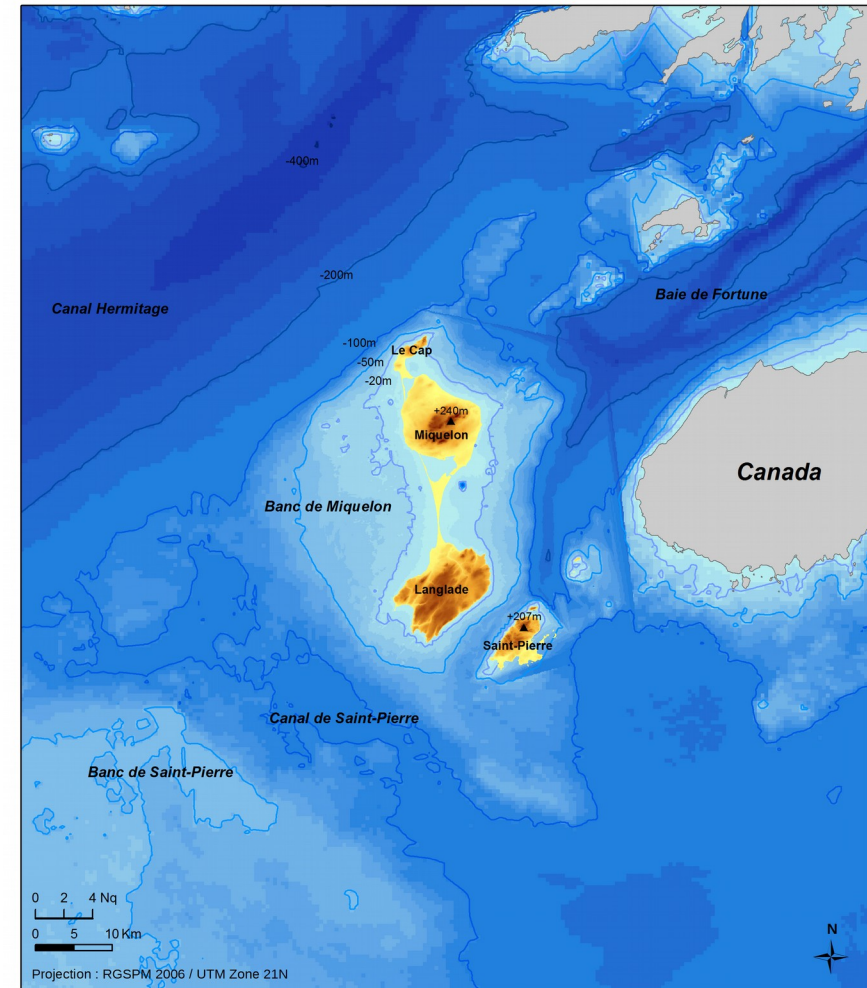 -400m
-200m
Canal Hermitage
Baie de Fortune
-100m
Le Cap
-50m
-20m
+240m
Miquelon
Canada
Banc de Miquelon
Langlade
+207m
Saint-Pierre
Canal de Saint-Pierre
Banc de Saint-Pierre
0 2 4 Nq
0 5 10 Km
N
Projection : RGSPM 2006 / UTM Zone 21N